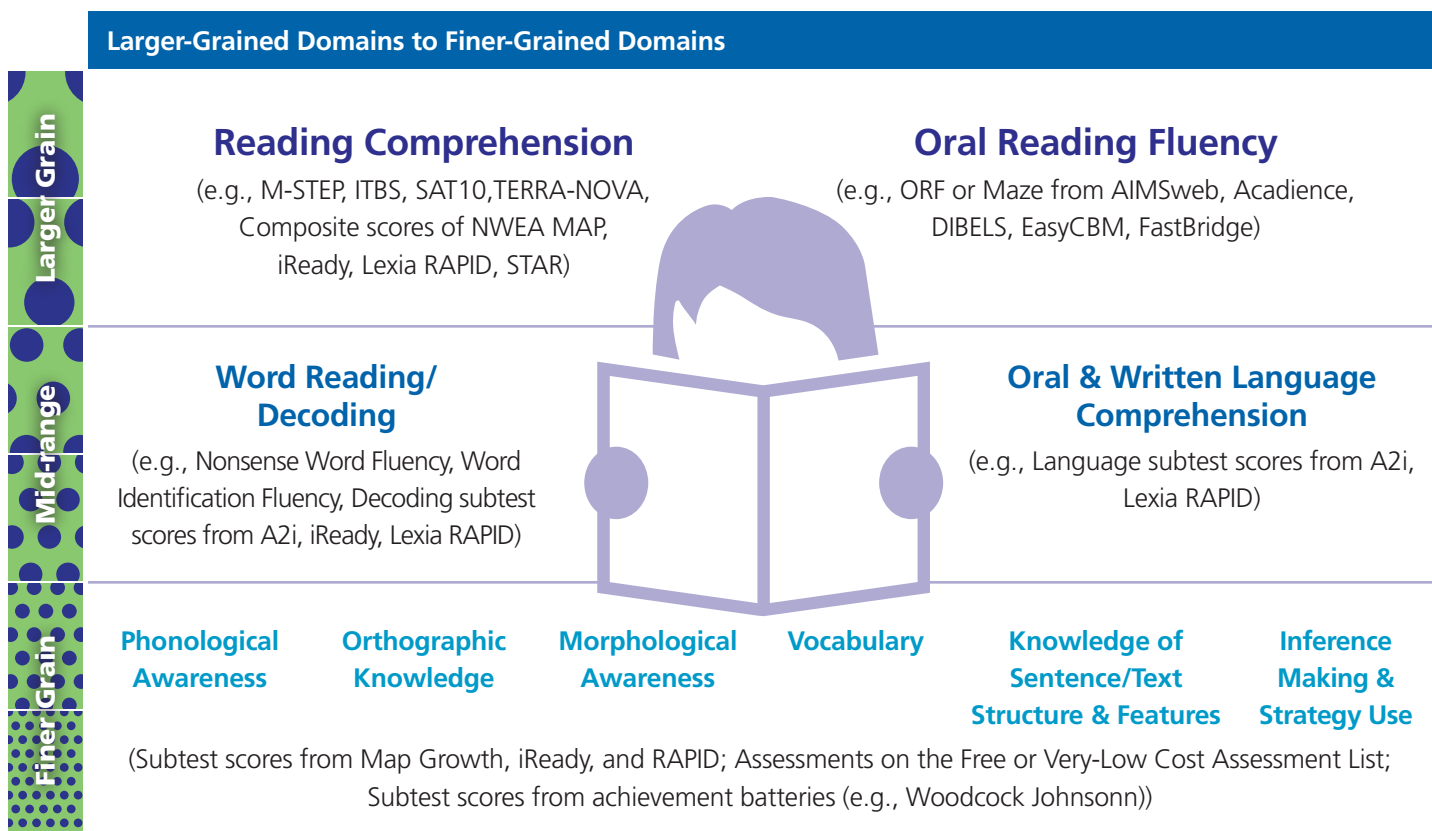 Larger-Grained Domains to Finer-Grained Domains
Larger Grain
Reading Comprehension
(e.g., M-STEP, ITBS, SAT10,TERRA-NOVA,
Composite scores of NWEA MAP,
iReady, Lexia RAPID, STAR)
Oral Reading Fluency
(e.g., ORF or Maze from AIMSweb, Acadience,
DIBELS, EasyCBM, FastBridge)
Mid-range
Word Reading/
Decoding
(e.g., Nonsense Word Fluency, Word
Identification Fluency, Decoding subtest
scores from A2i, iReady, Lexia RAPID)
Oral & Written Language
Comprehension
(e.g., Language subtest scores from A2i,
Lexia RAPID)
Finer Grain
Phonological
Awareness
Orthographic
Knowledge
Morphological
Awareness
Vocabulary
Knowledge of
Sentence/Text
Structure & Features
Inference
Making &
Strategy Use
(Subtest scores from Map Growth, iReady, and RAPID; Assessments on the Free or Very-Low Cost Assessment List;
Subtest scores from achievement batteries (e.g., Woodcock Johnsonn))